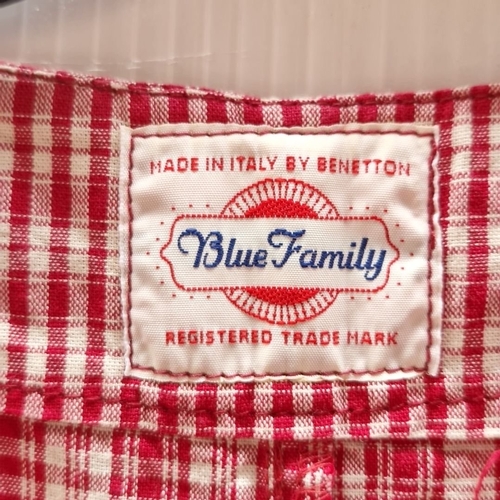 MADE IN ITALY BY BENETTON
Blue Family
REGISTERED TRADE MARK